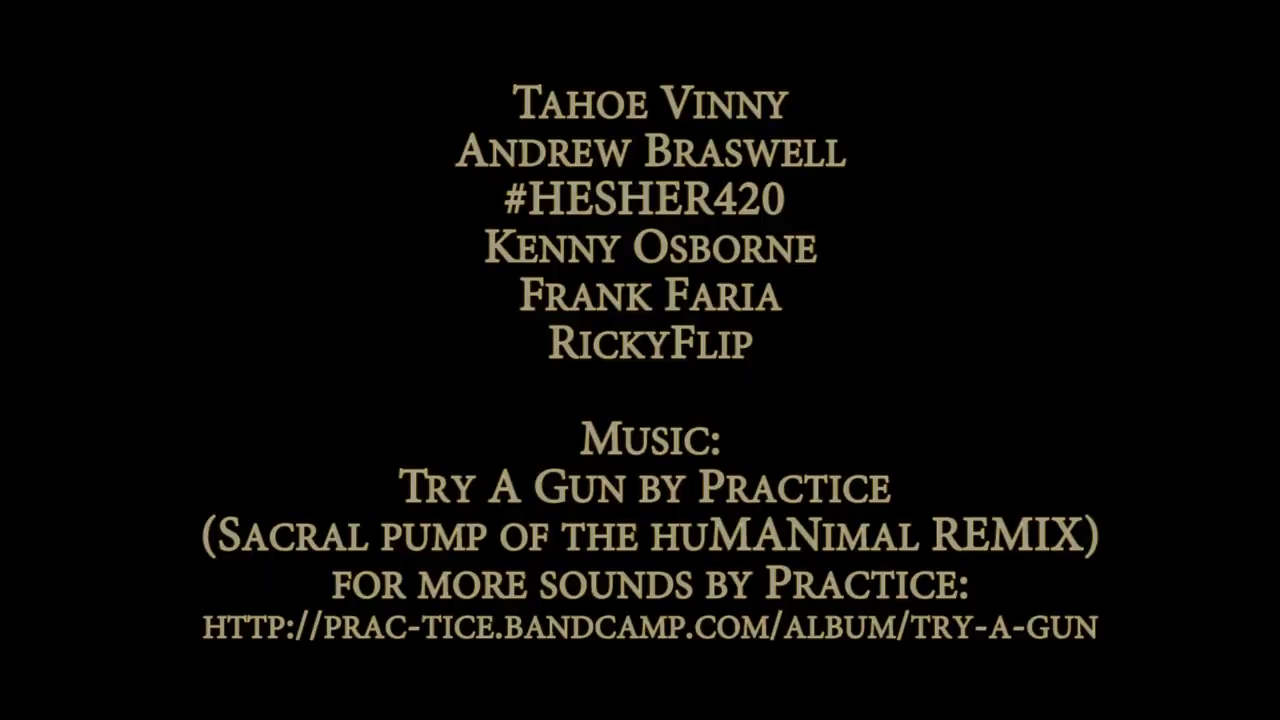 Tahoe Vinny
Andrew Braswell
#HESHER420
Kenny Osborne
Frank Faria
RickyFlip
Music:
Try A Gun by Practice
(Sacral pump of the huMANimal REMIX)
for more sounds by Practice:
http://prac-tice.bandcamp.com/album/try-a-gun